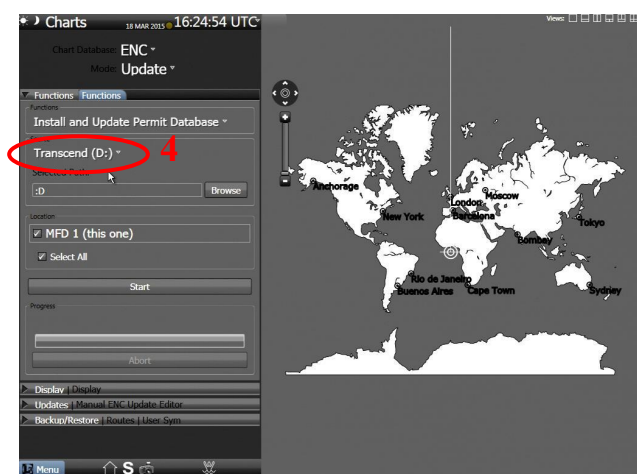 Charts
18 MAR 2015 16:24:54 UTC
Views:
Chart Database: ENC
Mode: Update
Functions Functions
Functions
Install and Update Permit Database
Transcend (D:) 4
Selected Path:
:D Browse
Location
MFD 1 (this one)
Select All
Start
Progress
Abort
Display | Display
Updates | Manual ENC Update Editor
Backup/Restore | Routes | User Sym
Menu S
Anchorage
New York
London
Moscow
Barcelona
Tokyo
Bombay
Rio de Janeiro
Buenos Aires
Cape Town
Sydney